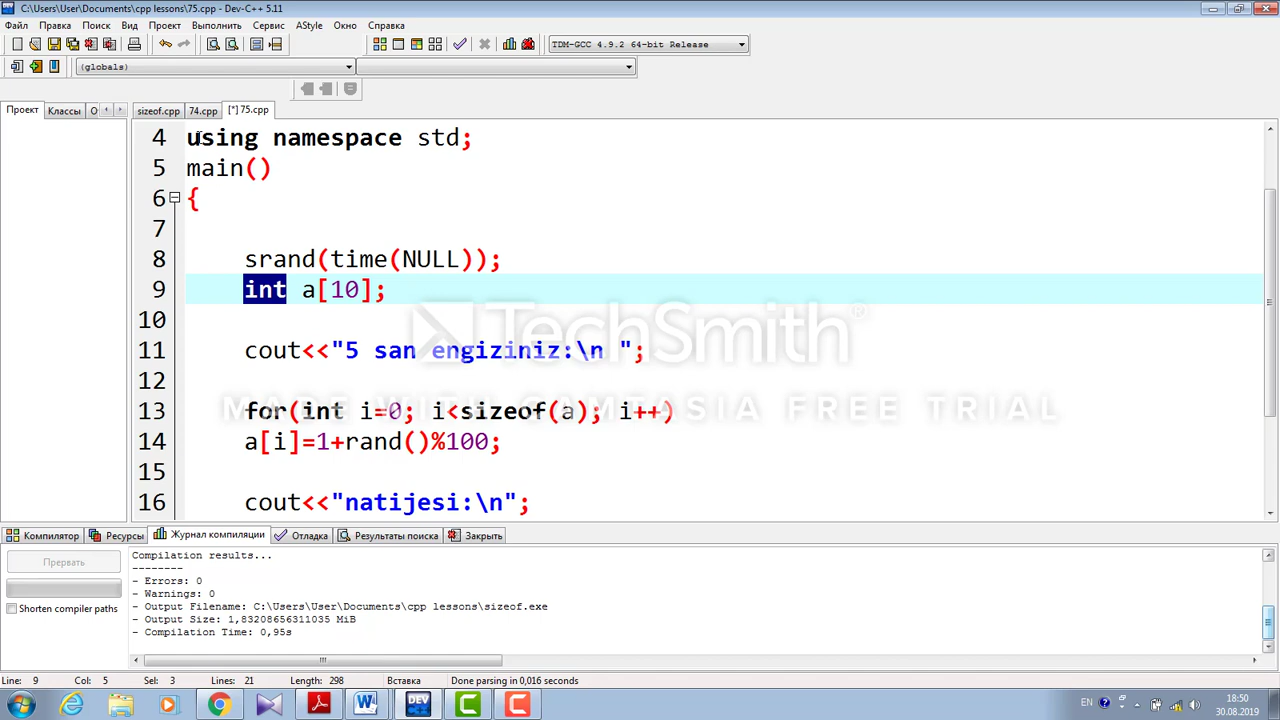 C:\Users\User\Documents\cpp lessons\75.cpp - Dev-C++ 5.11
Файл Правка Поиск Вид Проект Выполнить Сервис AStyle Окно Справка
TDM-GCC 4.9.2 64-bit Release
(globals)
Проект Классы О sizeof.cpp 74.cpp [*] 75.cpp
4 using namespace std;
5 main()
6 {
7
8 srand(time(NULL));
9 int a[10];
10
11 cout<<"5 san engiziniz:\n ";
12
13 for(int i=0; i<sizeof(a); i++)
14 a[i]=1+rand()%100;
15
16 cout<<"natijesi:\n";
TechSmith®
MADE WITH CAMTASIA FREE TRIAL
Компилятор Ресурсы Журнал компиляции Отладка Результаты поиска Закрыть
Прервать
Shorten compiler paths
Compilation results...
--------
- Errors: 0
- Warnings: 0
- Output Filename: C:\Users\User\Documents\cpp lessons\sizeof.exe
- Output Size: 1,83208656311035 MiB
- Compilation Time: 0,95s
Line: 9 Col: 5 Sel: 3 Lines: 21 Length: 298 Вставка Done parsing in 0,016 seconds
DEV
EN 18:50
30.08.2019